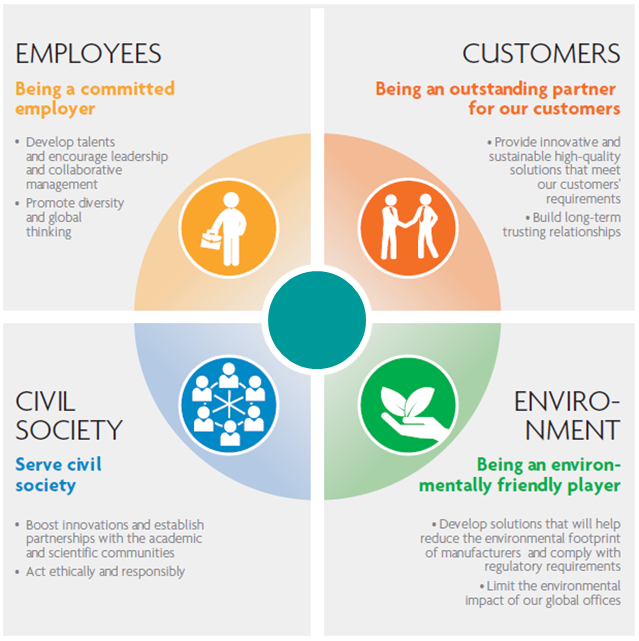 EMPLOYEES
Being a committed
employer
• Develop talents
and encourage leadership
and collaborative
management
• Promote diversity
and global
thinking
CUSTOMERS
Being an outstanding partner
for our customers
• Provide innovative and
sustainable high-quality
solutions that meet
our customers'
requirements
• Build long-term
trusting relationships
CIVIL
SOCIETY
Serve civil
society
• Boost innovations and establish
partnerships with the academic
and scientific communities
• Act ethically and responsibly
ENVIRO-
NMENT
Being an environ-
mentally friendly player
• Develop solutions that will help
reduce the environmental footprint
of manufacturers and comply with
regulatory requirements
• Limit the environmental
impact of our global offices